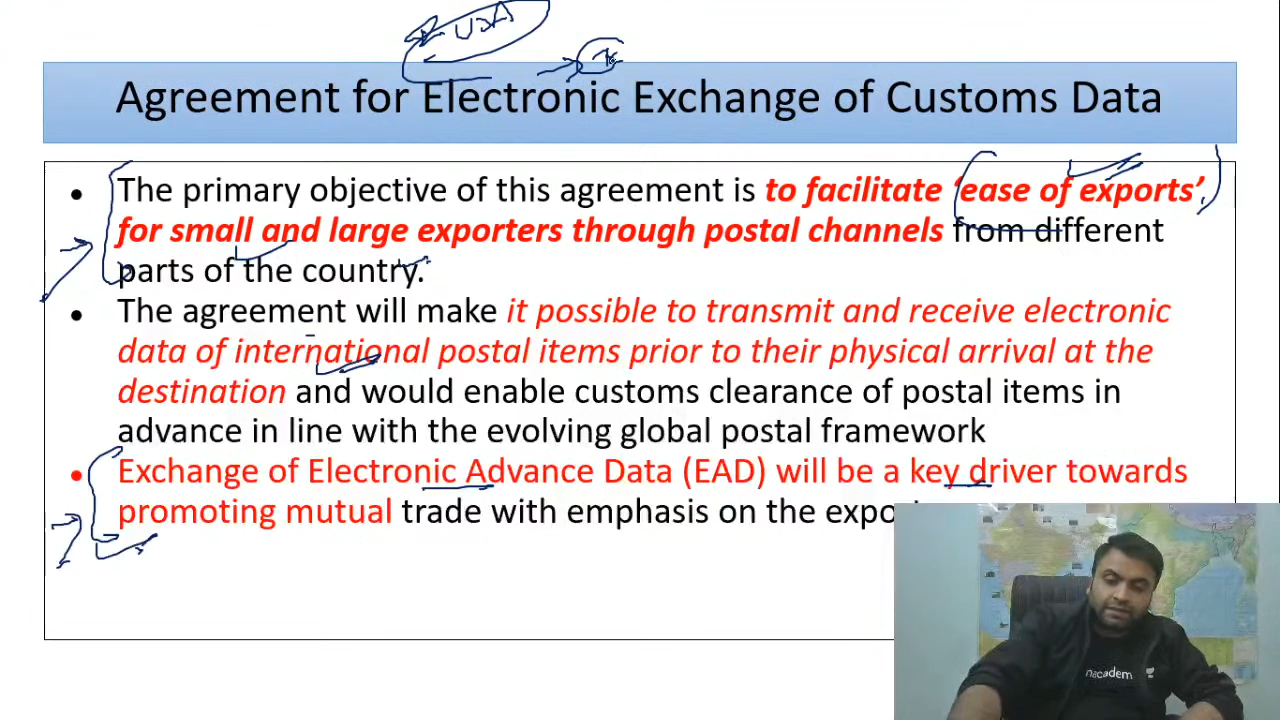 USA
Agreement for Electronic Exchange of Customs Data
• The primary objective of this agreement is to facilitate ‘ease of exports’,
for small and large exporters through postal channels from different
parts of the country.
• The agreement will make it possible to transmit and receive electronic
data of international postal items prior to their physical arrival at the
destination and would enable customs clearance of postal items in
advance in line with the evolving global postal framework
• Exchange of Electronic Advance Data (EAD) will be a key driver towards
promoting mutual trade with emphasis on the
nacadem